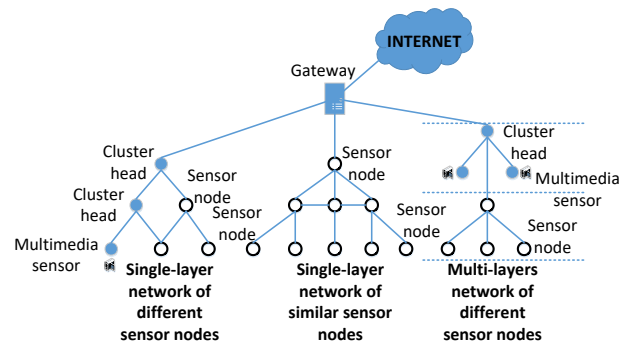 INTERNET
Gateway
Cluster
head
Sensor
node
Cluster
head
Sensor
node
Multimedia
sensor
Single-layer
network of
different
sensor nodes
Sensor
node
Sensor
node
Single-layer
network of
similar sensor
nodes
Cluster
head
Multimedia
sensor
Sensor
node
Multi-layers
network of
different
sensor nodes